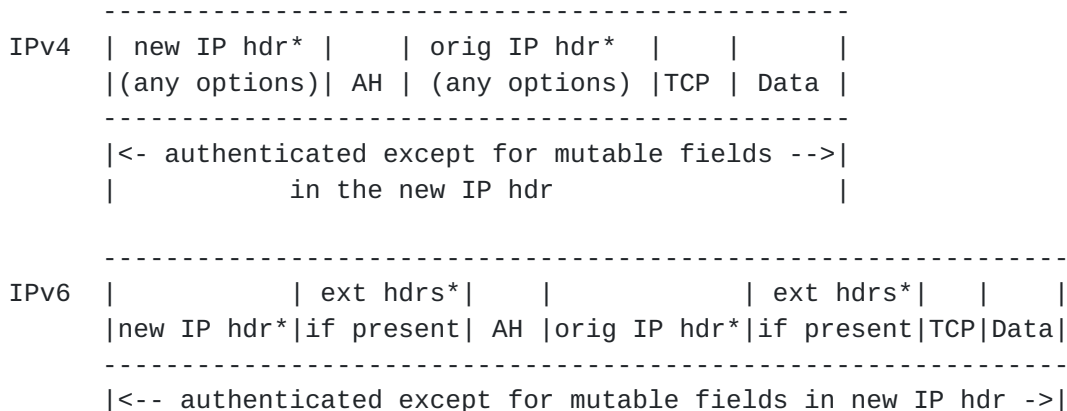 ------------------------------------------------
IPv4 | new IP hdr* | | orig IP hdr* | | |
|(any options)| AH | (any options) |TCP | Data |
------------------------------------------------
|<- authenticated except for mutable fields -->|
| in the new IP hdr |
--------------------------------------------------------------
IPv6 | | ext hdrs*| | | ext hdrs*| | |
|new IP hdr*|if present| AH |orig IP hdr*|if present|TCP|Data|
--------------------------------------------------------------
|<-- authenticated except for mutable fields in new IP hdr ->|